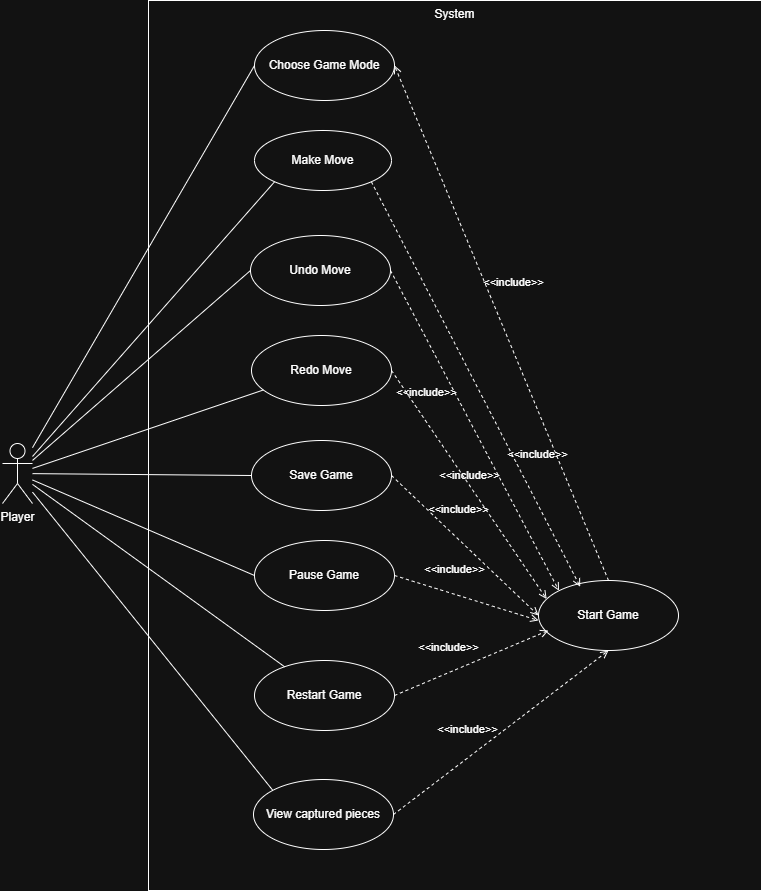 System
Choose Game Mode
Make Move
Undo Move
<<include>>
Redo Move
<<include>>
<<include>>
Save Game
<<include>>
<<include>>
Player
Pause Game
<<include>>
Start Game
<<include>>
Restart Game
<<include>>
View captured pieces